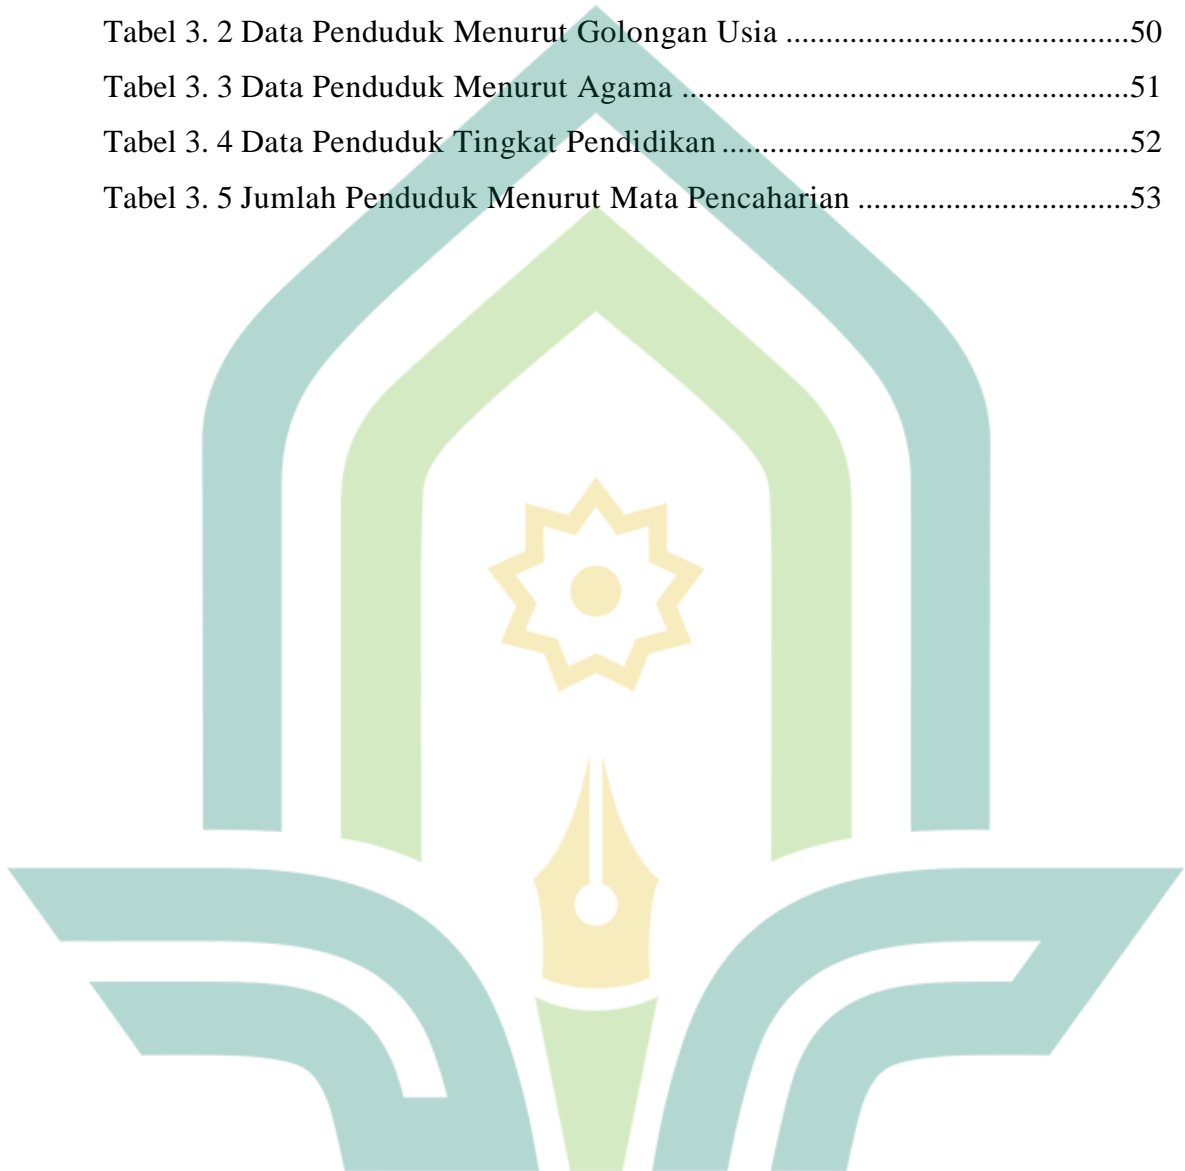 Tabel 3. 2 Data Penduduk Menurut Golongan Usia .......................................50
Tabel 3. 3 Data Penduduk Menurut Agama ...................................................51
Tabel 3. 4 Data Penduduk Tingkat Pendidikan ..............................................52
Tabel 3. 5 Jumlah Penduduk Menurut Mata Pencaharian ...............................53